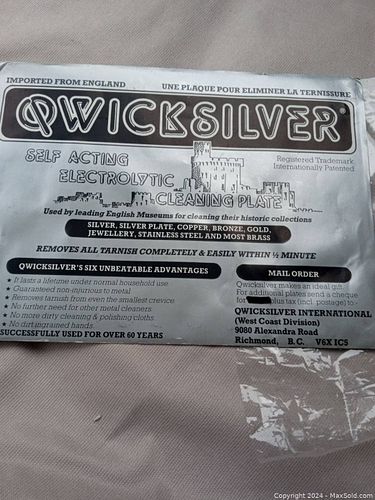 IMPORTED FROM ENGLAND
UNE PLAQUE POUR ELIMINER LA TERNISSURE
QWICKSILVER®
Registered Trademark
Internationally Patented
SELF ACTING
ELECTROLYTIC
CLEANING PLATE
Used by leading English Museums for cleaning their historic collections
SILVER, SILVER PLATE, COPPER, BRONZE, GOLD,
JEWELLERY, STAINLESS STEEL AND MOST BRASS
REMOVES ALL TARNISH COMPLETELY & EASILY WITHIN ½ MINUTE
QWICKSILVER'S SIX UNBEATABLE ADVANTAGES
★ It lasts a lifetime under normal household use
★ Guaranteed non-injurious to metal
★ Removes tarnish from even the smallest crevice
★ No further need for other metal cleaners
★ No more dirty cleaning & polishing cloths
★ No dirt ingrained hands.
SUCCESSFULLY USED FOR OVER 60 YEARS
MAIL ORDER
Qwicksilver makes an ideal gift.
For additional plates send a cheque
for tax (incl. postage) to -
QWICKSILVER INTERNATIONAL
(West Coast Division)
9080 Alexandra Road
Richmond, B.C. V6X 1C5
Copyright 2024 - MaxSold.com